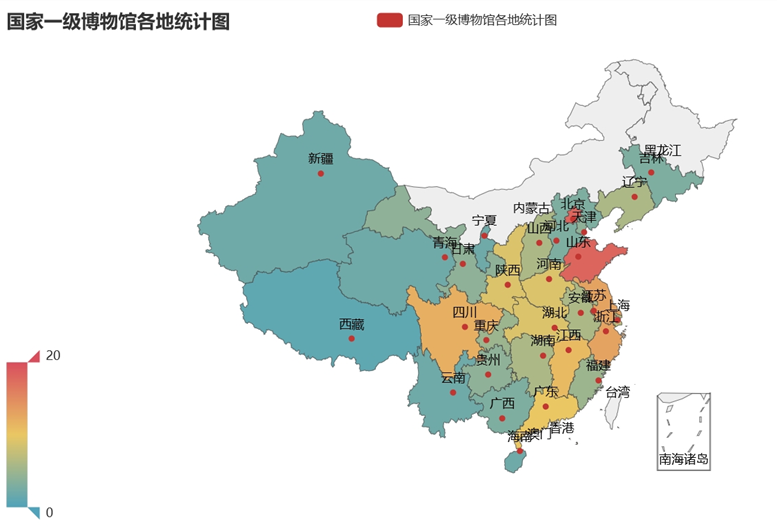 国家一级博物馆各地统计图
国家一级博物馆各地统计图
黑龙江
吉林
新疆
辽宁
北京
内蒙古
天津
宁夏
河北
山西
山东
青海
甘肃
河南
陕西
江苏
安徽
上海
四川
湖北
浙江
西藏
重庆
江西
湖南
20
贵州
福建
云南
广东
台湾
广西
香港
澳门
海南
南海诸岛
0